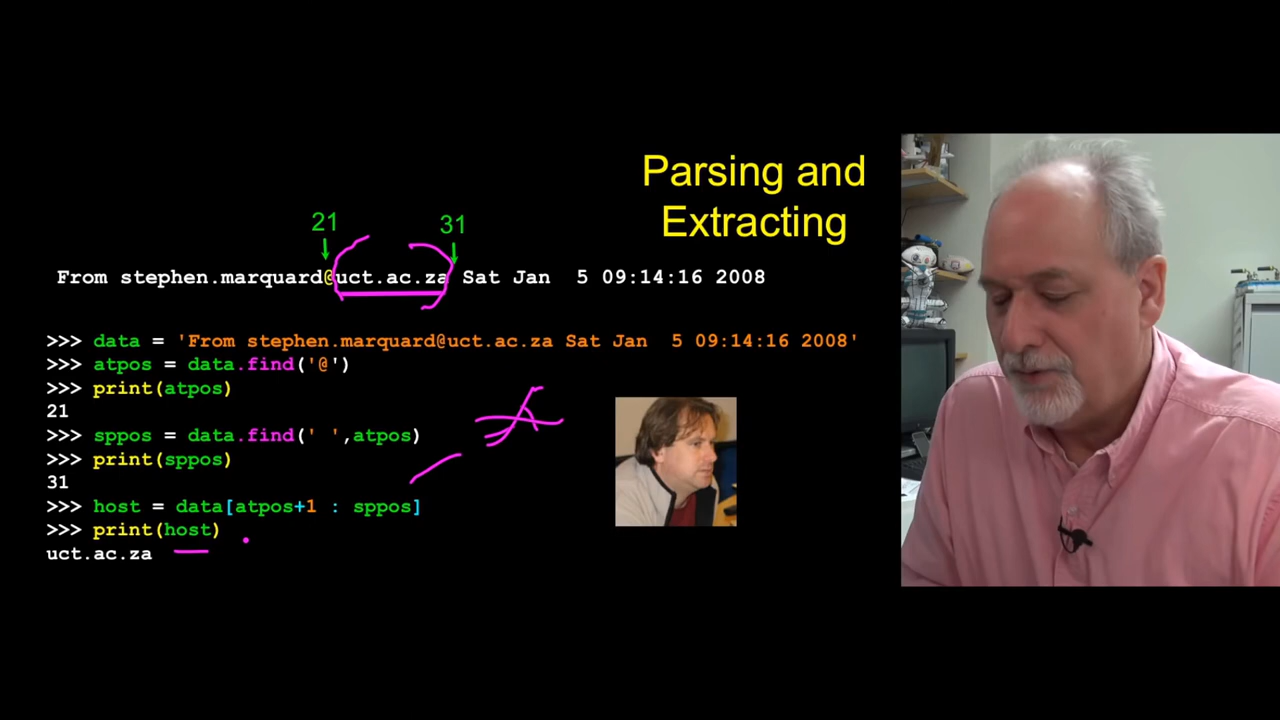 Parsing and
Extracting
21 31
From stephen.marquard@uct.ac.za Sat Jan  5 09:14:16 2008
>>> data = 'From stephen.marquard@uct.ac.za Sat Jan  5 09:14:16 2008'
>>> atpos = data.find('@')
>>> print(atpos)
21
>>> sppos = data.find(' ',atpos)
>>> print(sppos)
31
>>> host = data[atpos+1 : sppos]
>>> print(host)
uct.ac.za